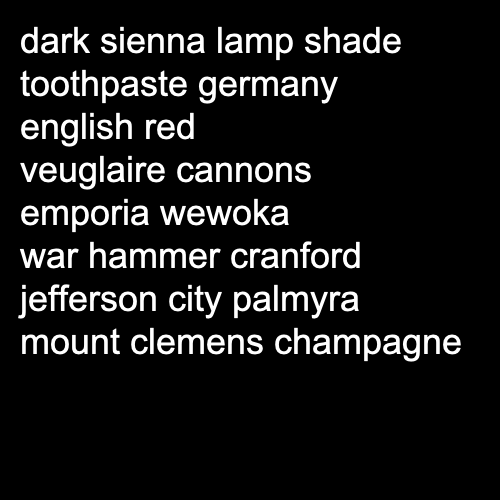 dark sienna lamp shade
toothpaste germany
english red
veuglaire cannons
emporia wewoka
war hammer cranford
jefferson city palmyra
mount clemens champagne